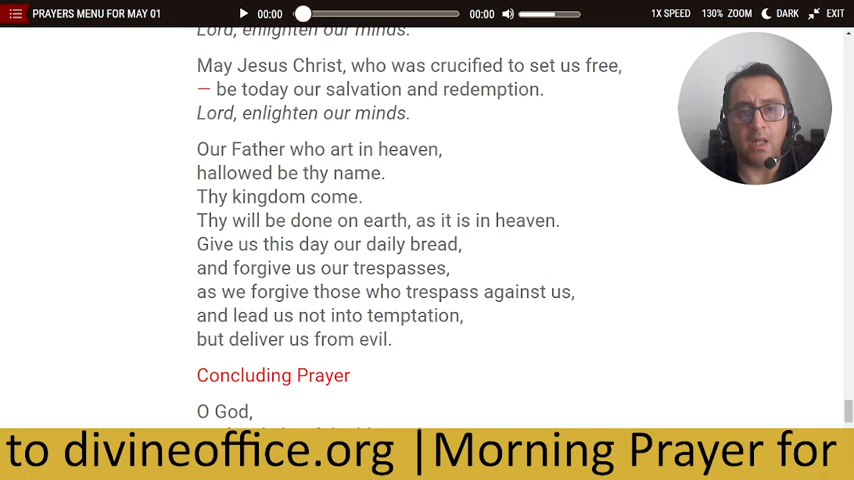 PRAYERS MENU FOR MAY 01
00:00
00:00
1X SPEED
130% ZOOM
DARK
EXIT
Lord, enlighten our minds.
May Jesus Christ, who was crucified to set us free,
— be today our salvation and redemption.
Lord, enlighten our minds.
Our Father who art in heaven,
hallowed be thy name.
Thy kingdom come.
Thy will be done on earth, as it is in heaven.
Give us this day our daily bread,
and forgive us our trespasses,
as we forgive those who trespass against us,
and lead us not into temptation,
but deliver us from evil.
Concluding Prayer
O God,
to divineoffice.org | Morning Prayer for